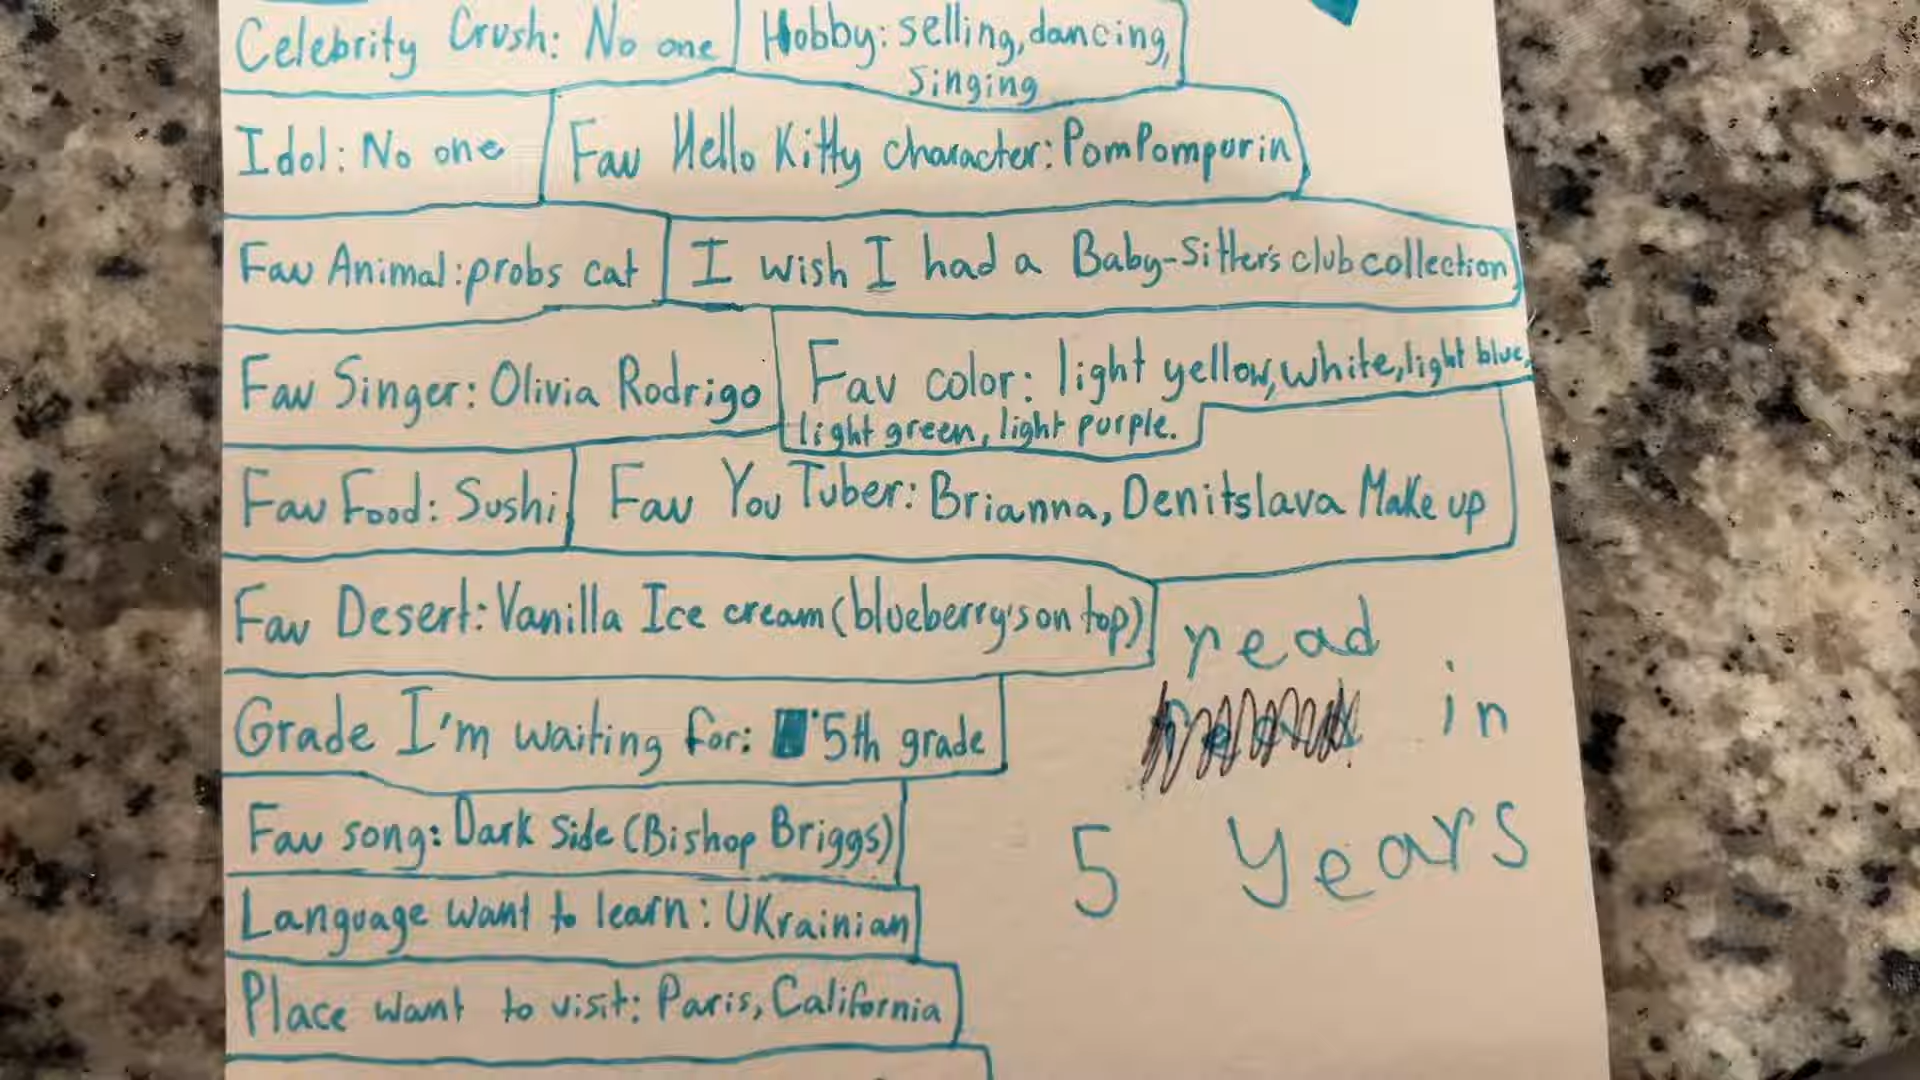 Celebrity Crush: No one
Hobby: selling, dancing,
singing
Idol: No one
Fav Hello Kitty character: PomPompurin
Fav Animal: probs cat
I wish I had a Baby-Sitters club collection
Fav Singer: Olivia Rodrigo
Fav color: light yellow, white, light blue,
light green, light purple.
Fav Food: Sushi
Fav YouTuber: Brianna, Denitslava Make up
Fav Desert: Vanilla Ice cream (blueberry's on top)
Grade I'm waiting for: 5th grade
Fav song: Dark Side (Bishop Briggs)
Language want to learn: Ukrainian
Place want to visit: Paris, California
read
in
5 years